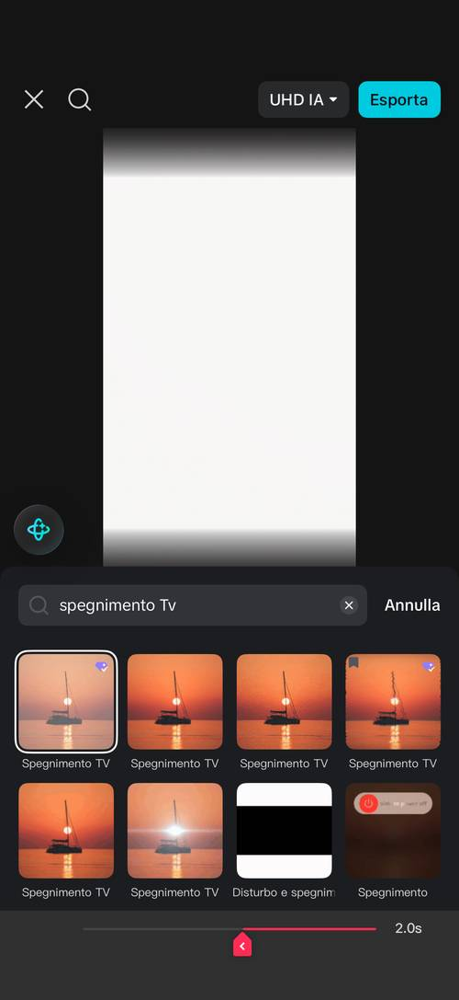 UHD IA
Esporta
spegnimento Tv
Annulla
Spegnimento TV
Spegnimento TV
Spegnimento TV
Spegnimento TV
Spegnimento TV
Spegnimento TV
Disturbo e spegnim
Spegnimento
2.0s